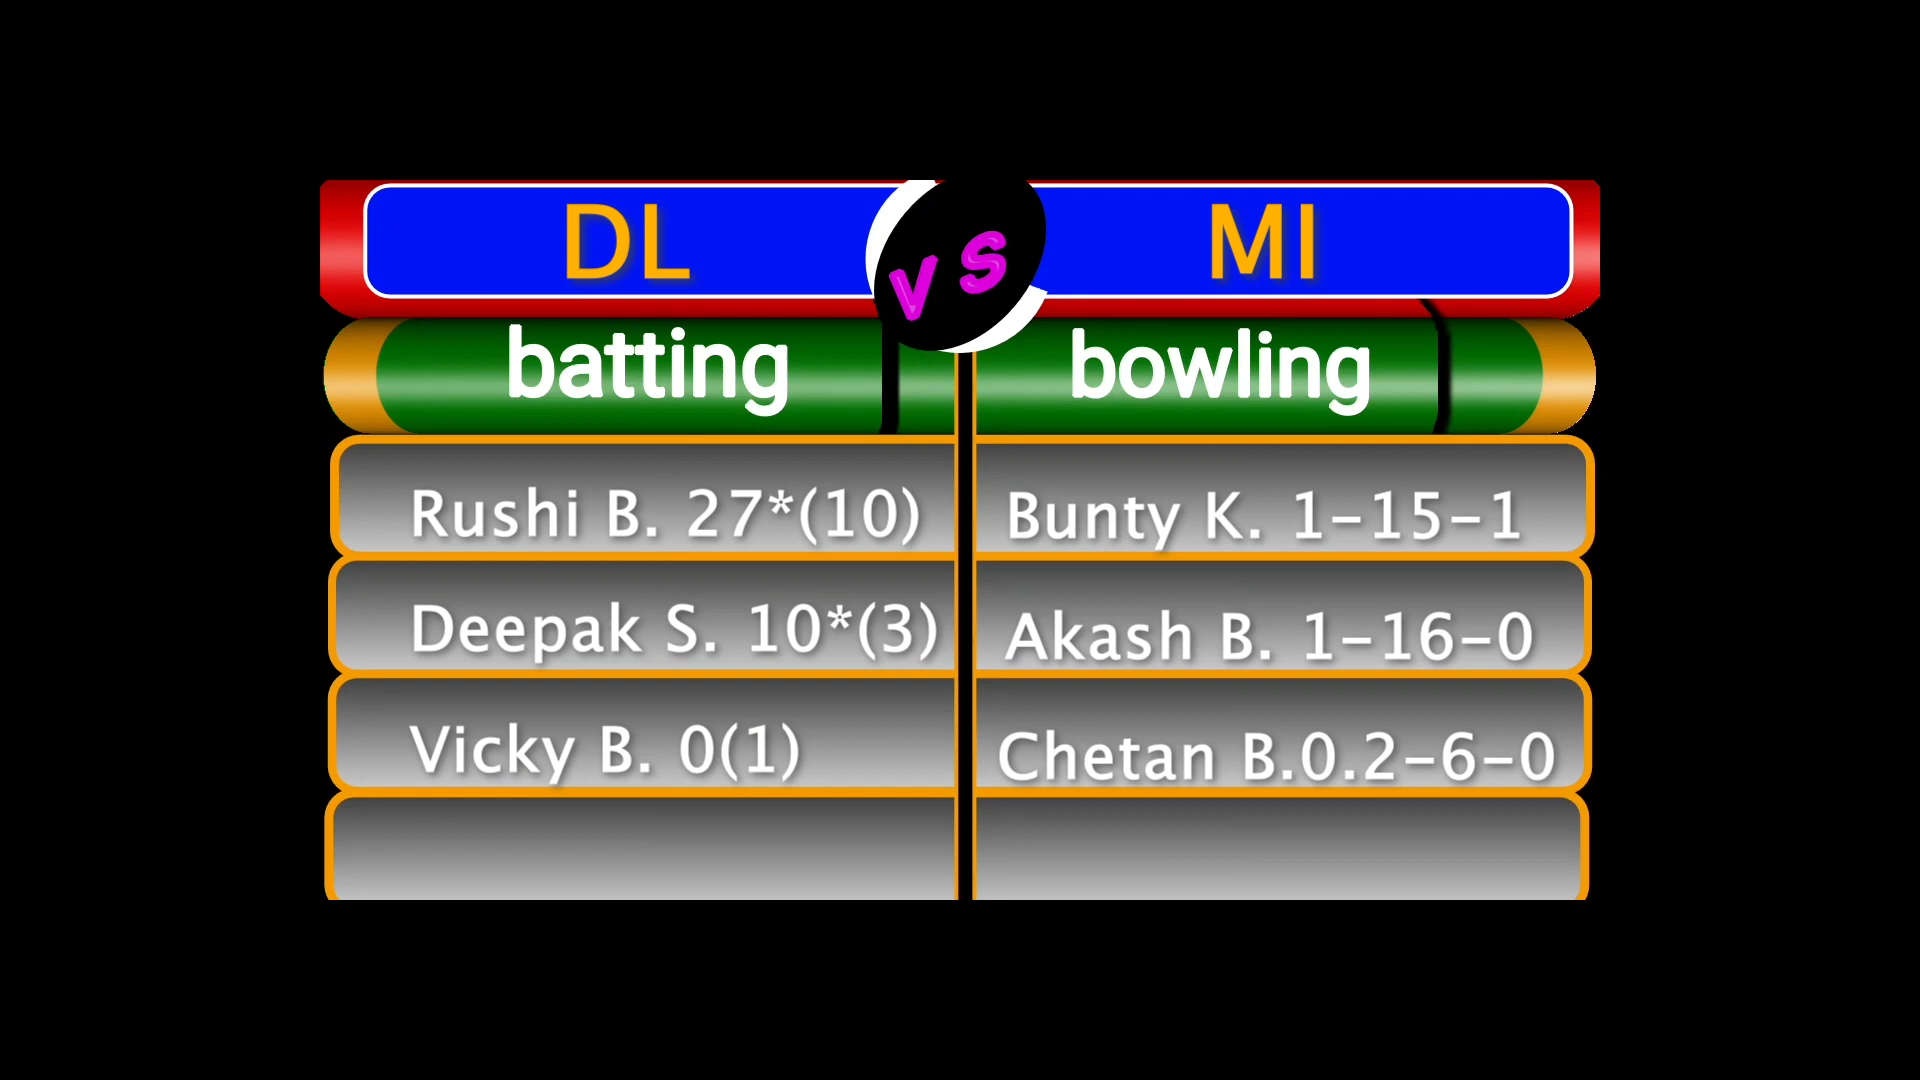 DL VS MI
batting bowling
Rushi B. 27*(10) Bunty K. 1-15-1
Deepak S. 10*(3) Akash B. 1-16-0
Vicky B. 0(1) Chetan B.0.2-6-0